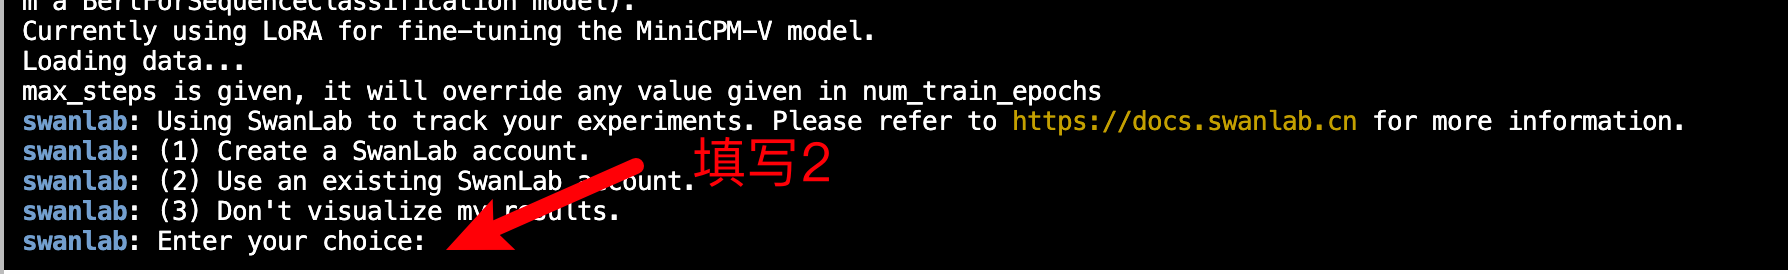 m a BertForSequenceClassification model).
Currently using LoRA for fine-tuning the MiniCPM-V model.
Loading data...
max_steps is given, it will override any value given in num_train_epochs
swanlab: Using SwanLab to track your experiments. Please refer to https://docs.swanlab.cn for more information.
swanlab: (1) Create a SwanLab account.
填写2
swanlab: (2) Use an existing SwanLab account.
swanlab: (3) Don't visualize my results.
swanlab: Enter your choice: